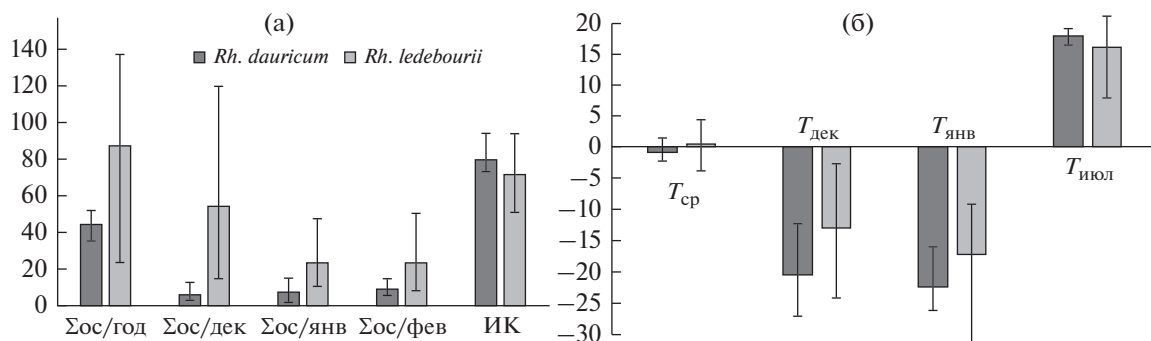 (а)
140
120
100
80
60
40
20
0
Rh. dauricum
Rh. ledebourii
Σос/год Σос/дек Σос/янв Σос/фев ИК
(б)
20
15
10
5
0
−5
−10
−15
−20
−25
−30
Tдек
Tянв
Tср
Tиюл